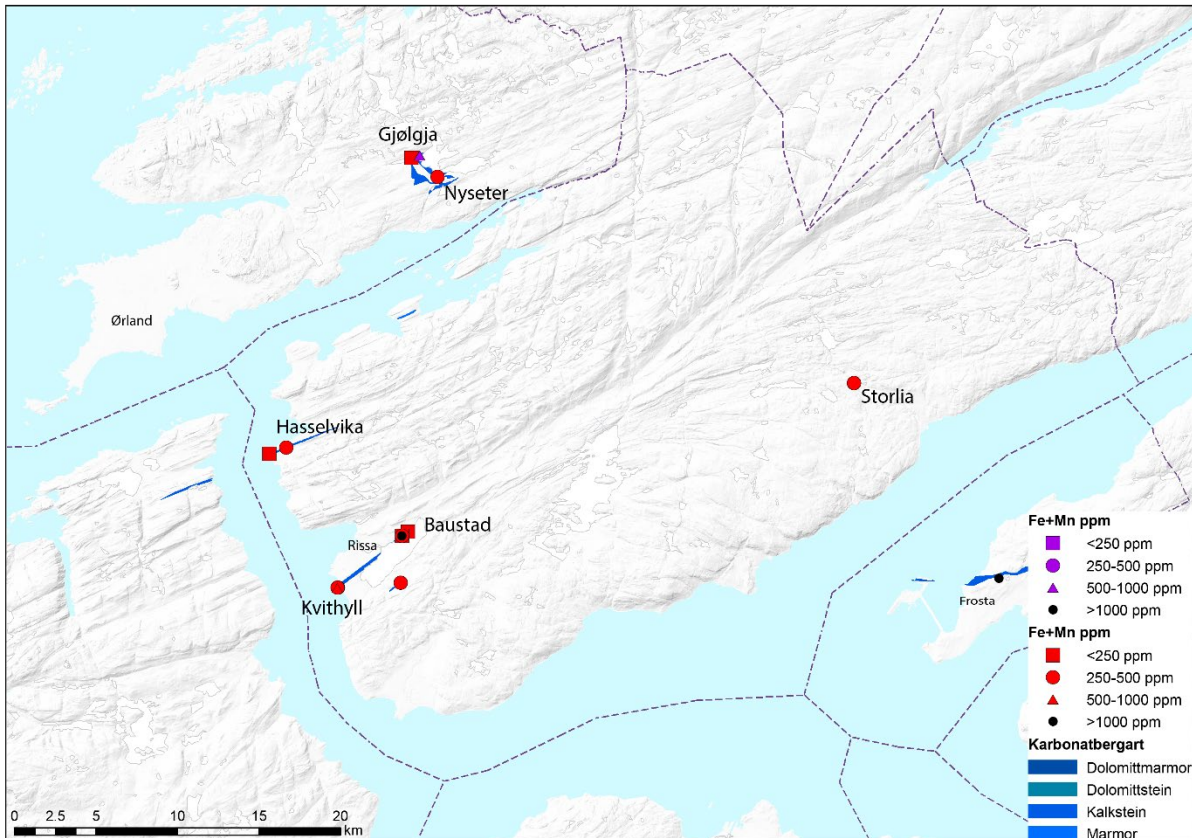 Gjølgja
Nyseter
Ørland
Storlia
Hasselvika
Baustad
Rissa
Kvithyll
Frosta
Fe+Mn ppm
<250 ppm
250-500 ppm
500-1000 ppm
>1000 ppm
Fe+Mn ppm
<250 ppm
250-500 ppm
500-1000 ppm
>1000 ppm
Karbonatbergart
Dolomittmarmor
Dolomittstein
Kalkstein
Marmor
0 2.5 5 10 15 20
km